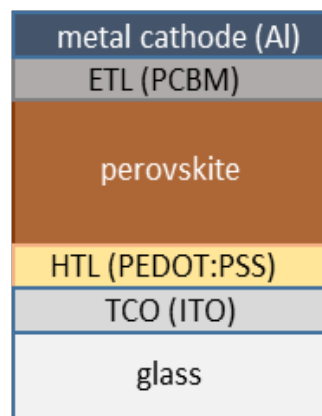 metal cathode (Al)
ETL (PCBM)
perovskite
HTL (PEDOT:PSS)
TCO (ITO)
glass